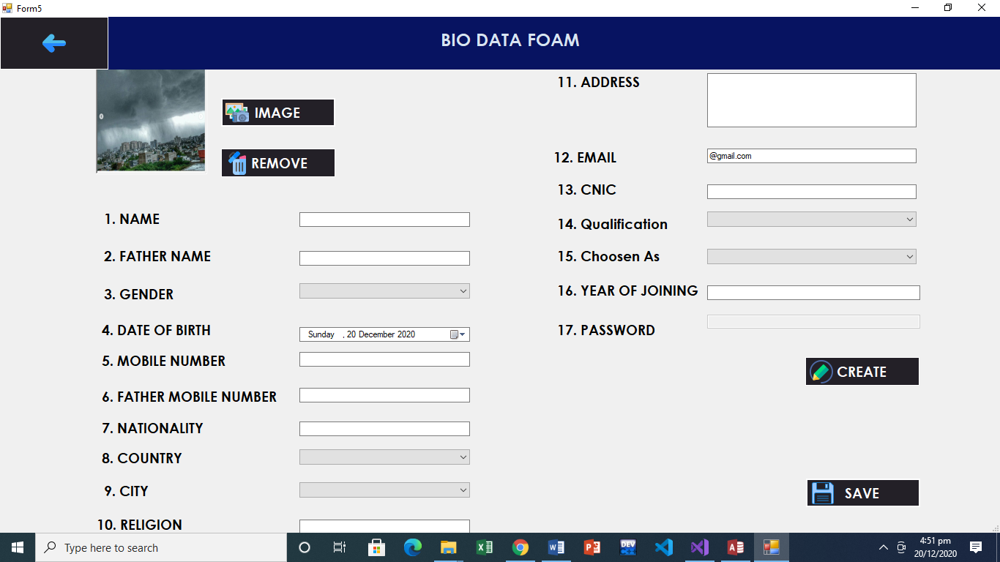 Form5
BIO DATA FOAM
IMAGE
REMOVE
1. NAME
2. FATHER NAME
3. GENDER
4. DATE OF BIRTH
Sunday , 20 December 2020
5. MOBILE NUMBER
6. FATHER MOBILE NUMBER
7. NATIONALITY
8. COUNTRY
9. CITY
10. RELIGION
11. ADDRESS
12. EMAIL
@gmail.com
13. CNIC
14. Qualification
15. Choosen As
16. YEAR OF JOINING
17. PASSWORD
CREATE
SAVE
Type here to search
DEV
4:51 pm
20/12/2020